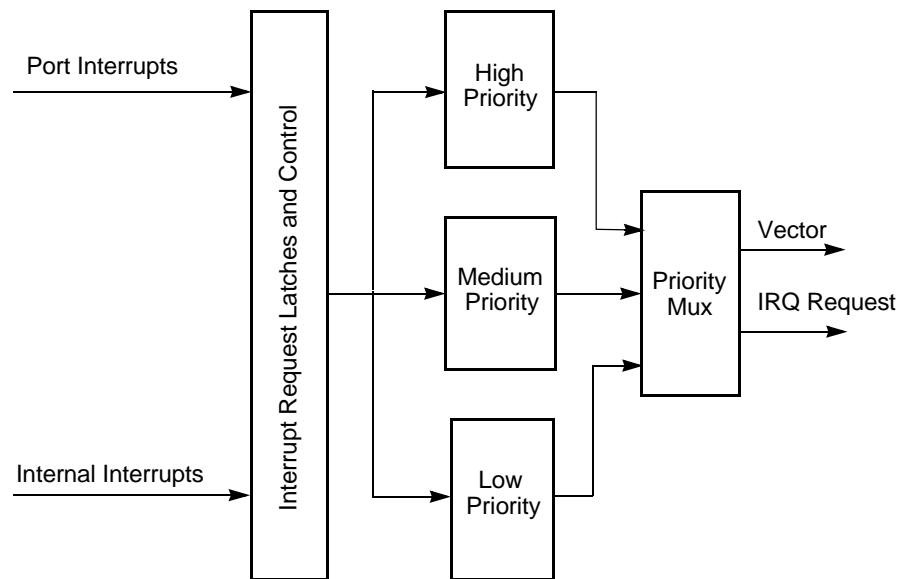 Port Interrupts
Internal Interrupts
Interrupt Request Latches and Control
High
Priority
Medium
Priority
Low
Priority
Priority
Mux
Vector
IRQ Request